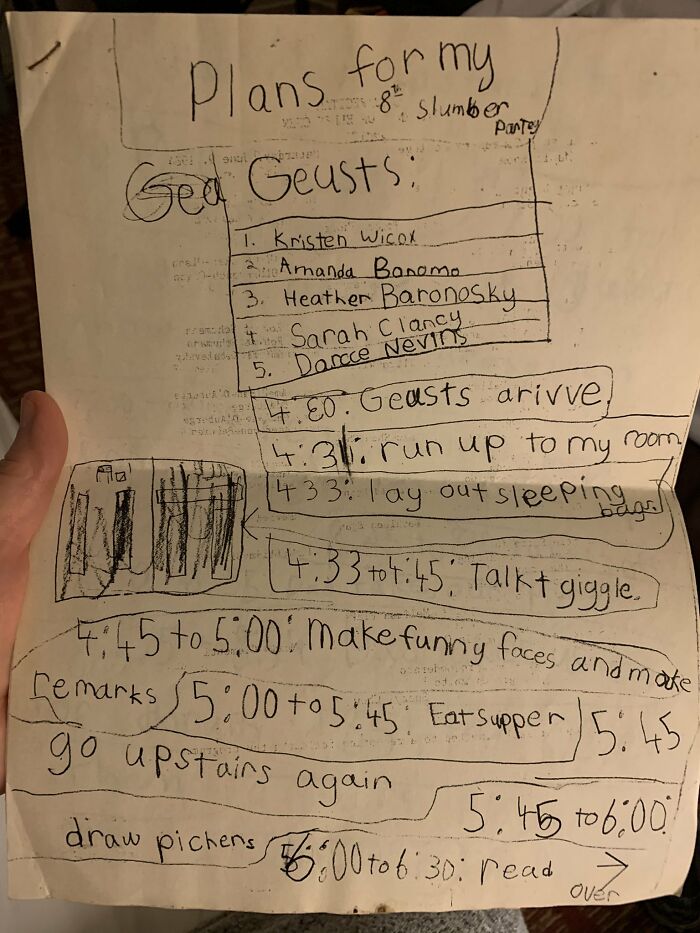 Plans for my
8th Slumber
Partey
Gea Geusts:
1. Kristen Wicox
2. Amanda Bonomo
3. Heather Baronosky
4. Sarah Clancy
5. Darcce Nevins
4:30: Geusts arivve
4:31: run up to my room
433: lay out sleeping
bags
4:33 to 4:45: Talk + giggle
4:45 to 5:00: Make funny faces and make
remarks
5:00 to 5:45: Eat supper
5:45
go upstairs again
5:45 to 6:00:
draw pichers
6:00 to 6:30: read
over